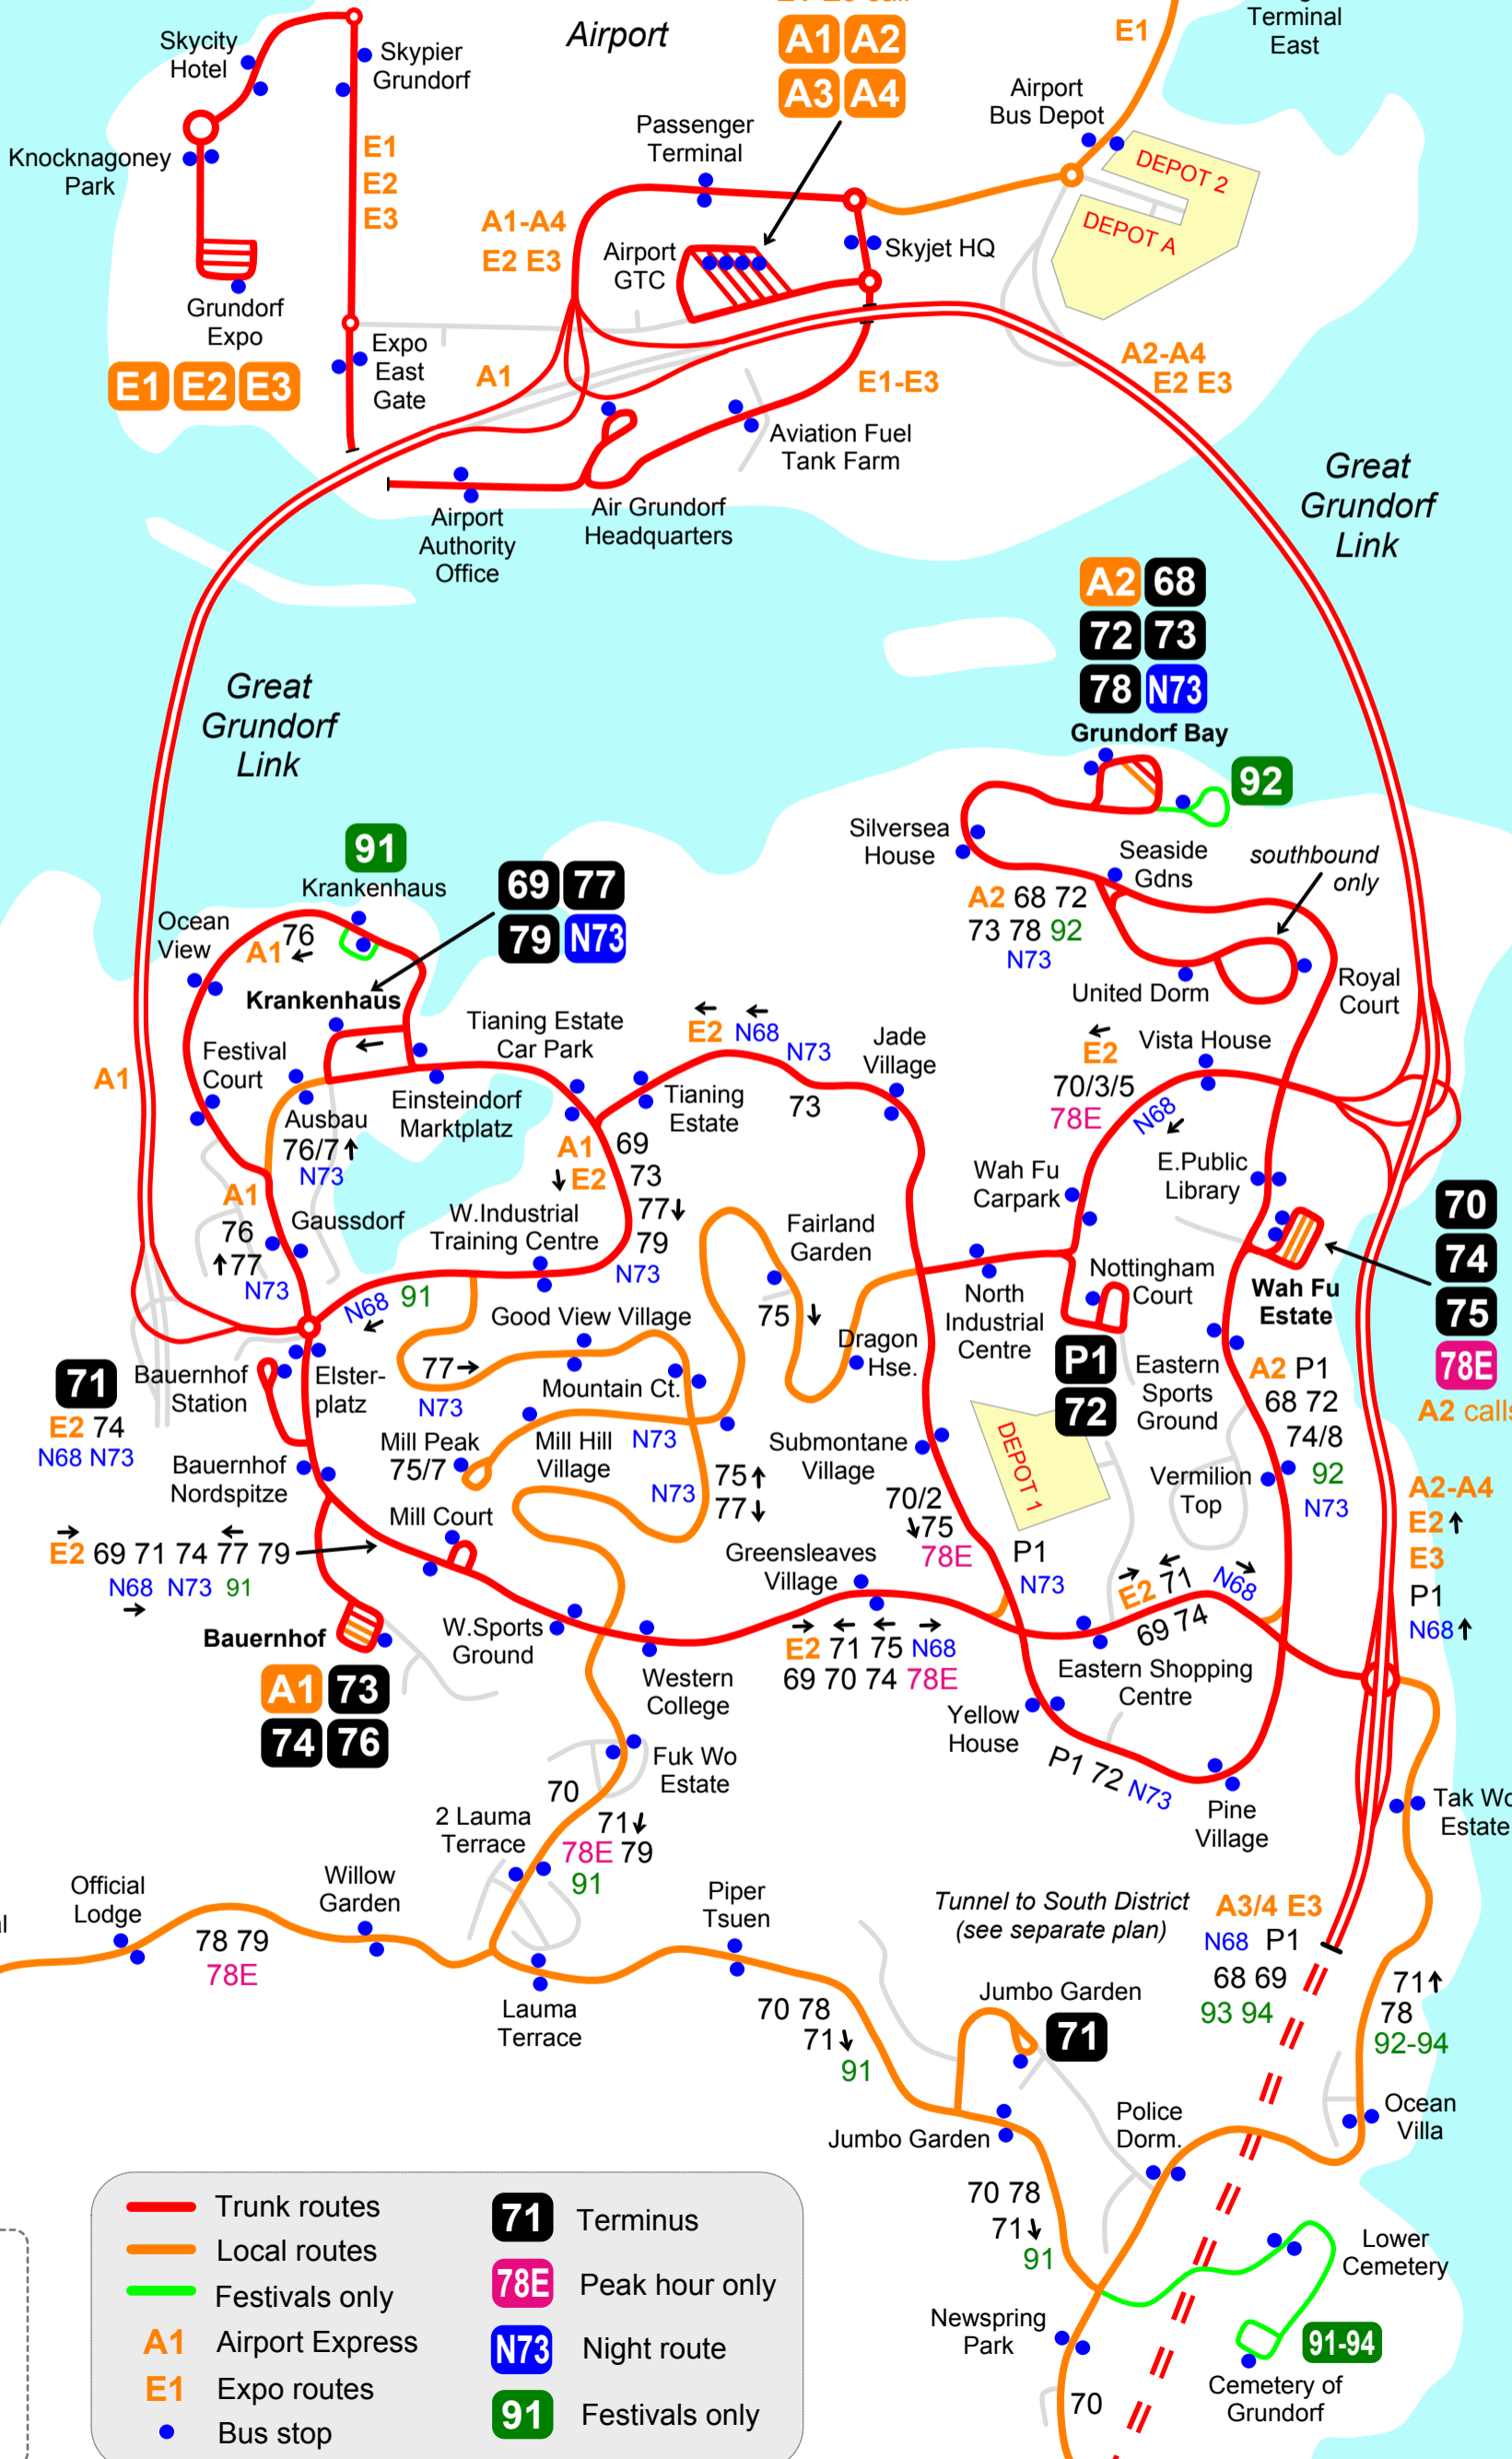 Airport
A1 A2
A3 A4
E1
Terminal
East
Skycity
Hotel
Skypier
Grundorf
Knocknagoney
Park
E1
E2
E3
Grundorf
Expo
E1 E2 E3
Expo
East
Gate
Passenger
Terminal
Airport
Bus Depot
DEPOT 2
DEPOT A
A1-A4
E2 E3
Airport
GTC
Skyjet HQ
A1
E1-E3
A2-A4
E2 E3
Aviation Fuel
Tank Farm
Air Grundorf
Headquarters
Airport
Authority
Office
Great
Grundorf
Link
Great
Grundorf
Link
A2 68
72 73
78 N73
Grundorf Bay
92
Silversea
House
Seaside
Gdns
southbound
only
A2 68 72
73 78 92
N73
United Dorm
Royal
Court
91
Krankenhaus
69 77
79 N73
Ocean
View
76
A1 ←
Krankenhaus
←
Tianing Estate
Car Park
← ←
E2 N68
N73
Jade
Village
←
E2
Vista House
70/3/5
78E
N68
↙
A1
Festival
Court
Ausbau
76/7↑
N73
Einsteindorf
Marktplatz
Tianing
Estate
73
A1
↓E2
69
73
77↓
79
N73
Wah Fu
Carpark
E.Public
Library
A1
76
↑77
N73
Gaussdorf
W.Industrial
Training Centre
N68 91
↙
Fairland
Garden
75 ↓
Dragon
Hse.
North
Industrial
Centre
Nottingham
Court
P1
72
Wah Fu
Estate
70
74
75
78E
A2 calls
71
E2 74
N68 N73
Bauernhof
Station
Elster-
platz
Good View Village
77→
N73
Mountain Ct.
Eastern
Sports
Ground
A2 P1
68 72
74/8
92
N73
Bauernhof
Nordspitze
Mill Peak
75/7
Mill Hill
Village
N73
N73
75↑
77↓
Submontane
Village
DEPOT 1
Vermilion
Top
A2-A4
E2↑
E3
P1
N68↑
Mill Court
→ ←
E2 69 71 74 77 79
N68 N73 91
→
70/2
↓75
78E
P1
N73
Greensleaves
Village
→ ← →
E2 71 N68
69 74
Bauernhof
A1 73
74 76
W.Sports
Ground
Western
College
→ ← ← →
E2 71 75 N68
69 70 74 78E
Eastern Shopping
Centre
Yellow
House
P1 72 N73
Pine
Village
Fuk Wo
Estate
70
71↓
78E 79
91
2 Lauma
Terrace
Official
Lodge
Willow
Garden
78 79
78E
Lauma
Terrace
Piper
Tsuen
70 78
71↓
91
Tunnel to South District
(see separate plan)
A3/4 E3
N68 P1
68 69
93 94
Estate
71↑
78
92-94
Jumbo Garden
71
Jumbo Garden
Police
Dorm.
Ocean
Villa
70 78
71↓
91
Lower
Cemetery
Newspring
Park
91-94
Cemetery of
Grundorf
70
Trunk routes
Local routes
Festivals only
A1 Airport Express
E1 Expo routes
Bus stop
71 Terminus
78E Peak hour only
N73 Night route
91 Festivals only